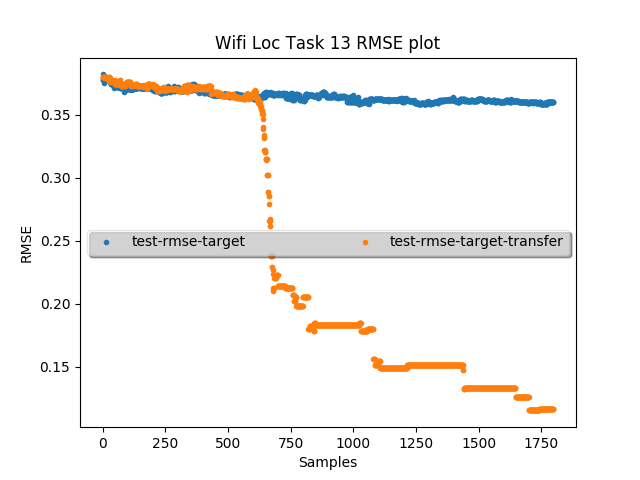 Wifi Loc Task 13 RMSE plot
0.35
0.30
0.25
0.20
0.15
RMSE
test-rmse-target test-rmse-target-transfer
0 250 500 750 1000 1250 1500 1750
Samples